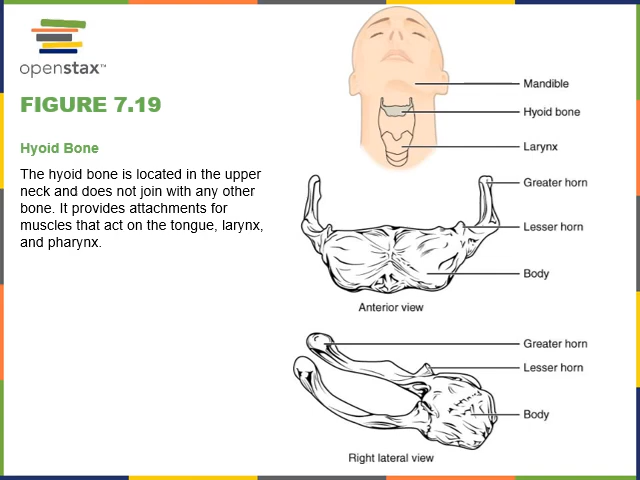 openstax™
FIGURE 7.19
Hyoid Bone
The hyoid bone is located in the upper
neck and does not join with any other
bone. It provides attachments for
muscles that act on the tongue, larynx,
and pharynx.
Mandible
Hyoid bone
Larynx
Greater horn
Lesser horn
Body
Anterior view
Greater horn
Lesser horn
Body
Right lateral view